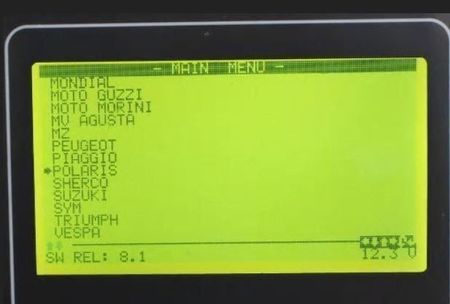 - MAIN MENU -
MONDIAL
MOTO GUZZI
MOTO MORINI
MV AGUSTA
MZ
PEUGEOT
PIAGGIO
POLARIS
SHERCO
SUZUKI
SYM
TRIUMPH
VESPA
SW REL: 8.1 12.3 V